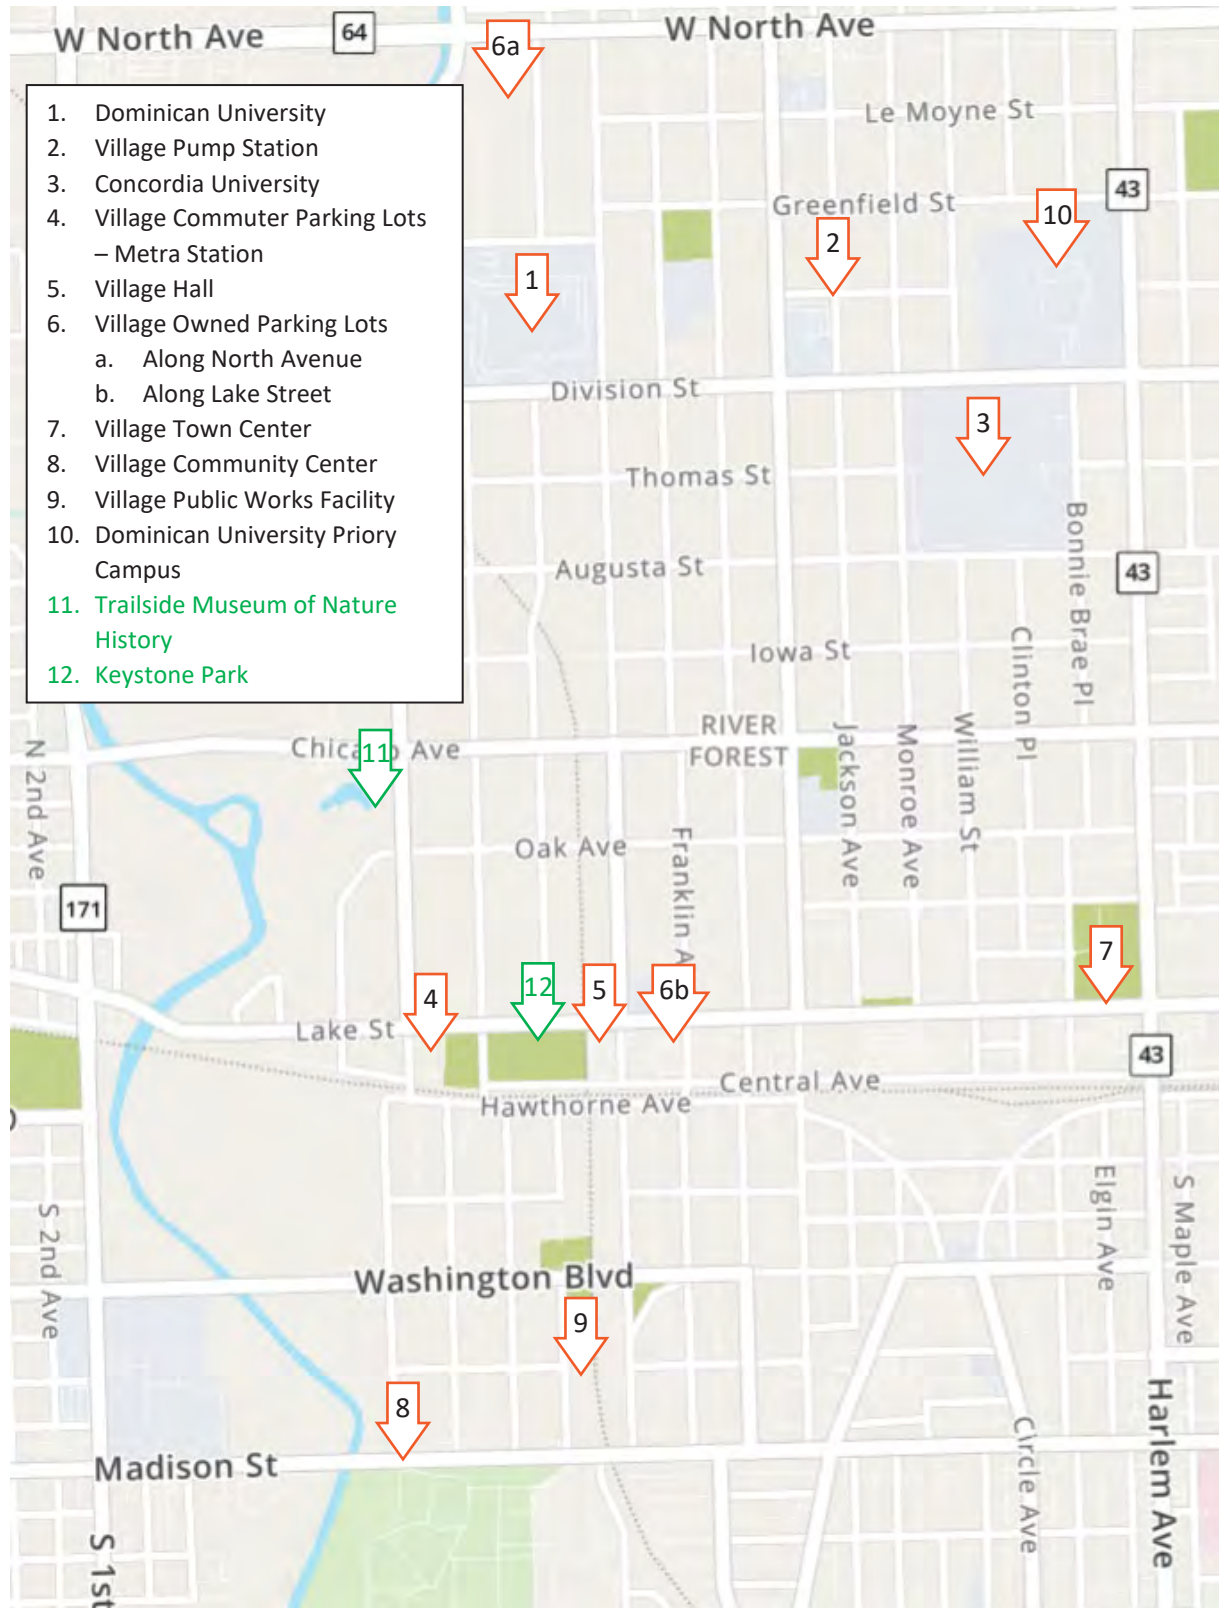 W North Ave
64
W North Ave
6a
1. Dominican University
2. Village Pump Station
3. Concordia University
4. Village Commuter Parking Lots
– Metra Station
5. Village Hall
6. Village Owned Parking Lots
a. Along North Avenue
b. Along Lake Street
7. Village Town Center
8. Village Community Center
9. Village Public Works Facility
10. Dominican University Priory
Campus
11. Trailside Museum of Nature
History
12. Keystone Park
Le Moyne St
43
Greenfield St
10
2
1
Division St
3
Thomas St
Bonnie Brae Pl
Augusta St
43
Iowa St
Clinton Pl
RIVER
FOREST
Jackson Ave
Monroe Ave
William St
N 2nd Ave
Chicago Ave
11
Oak Ave
Franklin A
171
7
4
12
5
6b
Lake St
43
Central Ave
Hawthorne Ave
Elgin Ave
S Maple Ave
S 2nd Ave
Washington Blvd
9
8
Harlem Ave
Circle Ave
Madison St
S 1st